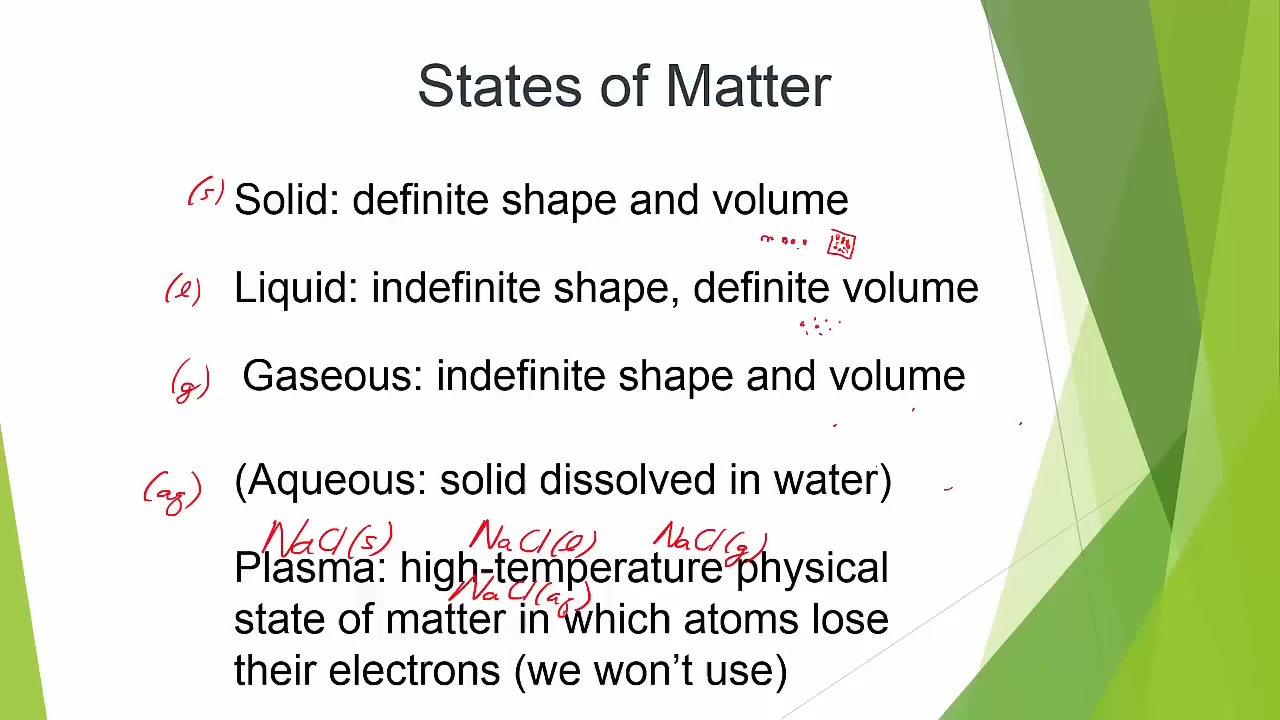 States of Matter
(s) Solid: definite shape and volume
(l) Liquid: indefinite shape, definite volume
(g) Gaseous: indefinite shape and volume
(aq) (Aqueous: solid dissolved in water)
NaCl(s) NaCl(l) NaCl(g)
Plasma: high-temperature physical
NaCl(aq)
state of matter in which atoms lose
their electrons (we won’t use)